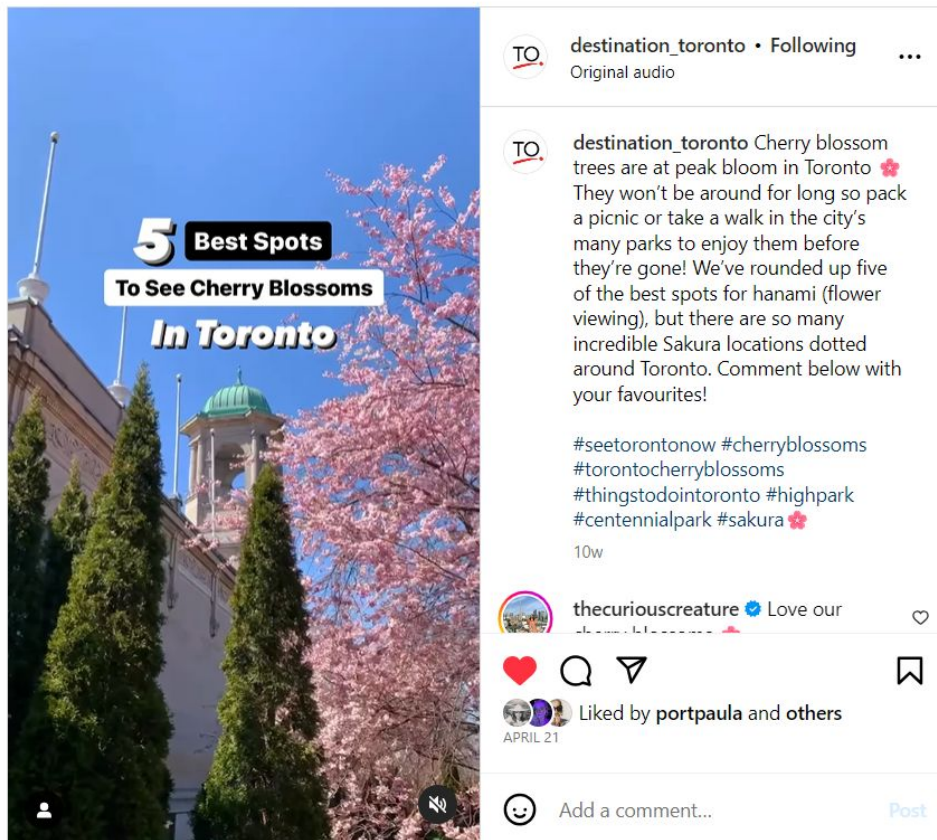 5 Best Spots
To See Cherry Blossoms
In Toronto
TO.
destination_toronto • Following
Original audio
TO.
destination_toronto Cherry blossom
trees are at peak bloom in Toronto 🌸
They won't be around for long so pack
a picnic or take a walk in the city's
many parks to enjoy them before
they're gone! We've rounded up five
of the best spots for hanami (flower
viewing), but there are so many
incredible Sakura locations dotted
around Toronto. Comment below with
your favourites!
#seetorontonow #cherryblossoms
#torontocherryblossoms
#thingstodointoronto #highpark
#centennialpark #sakura🌸
10w
thecuriouscreature Love our
cherry blossoms 🌸
Liked by portpaula and others
APRIL 21
Add a comment...
Post